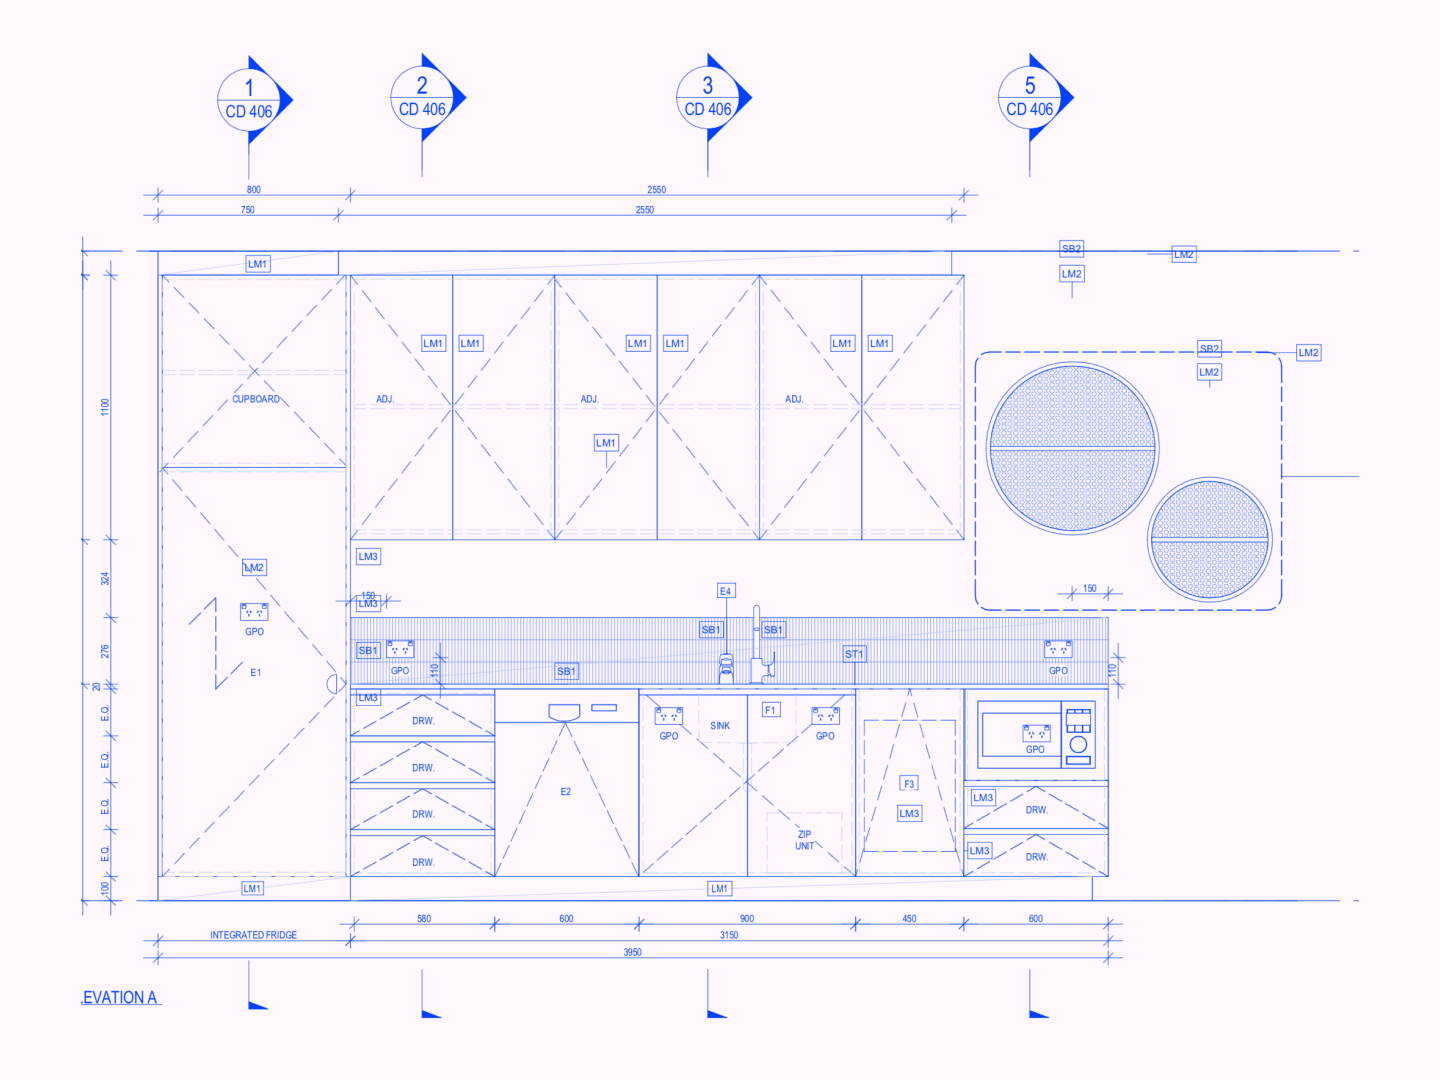 1
CD 406
2
CD 406
3
CD 406
5
CD 406
800
2550
750
2550
LM1
SB2
LM2
LM2
LM1
LM1
LM1
LM1
LM1
LM1
SB2
LM2
LM2
CUPBOARD
ADJ.
ADJ.
ADJ.
1100
LM1
LM3
LM2
324
150
LM3
E4
150
GPO
SB1
SB1
276
SB1
GPO
110
SB1
ST1
GPO
110
E1
20
LM3
E.Q.
DRW.
GPO
SINK
F1
GPO
GPO
E.Q.
DRW.
E2
F3
LM3
LM3
E.Q.
DRW.
DRW.
ZIP
UNIT
E.Q.
DRW.
LM3
DRW.
100
LM1
LM1
580
600
900
450
600
INTEGRATED FRIDGE
3150
3950
EVATION A